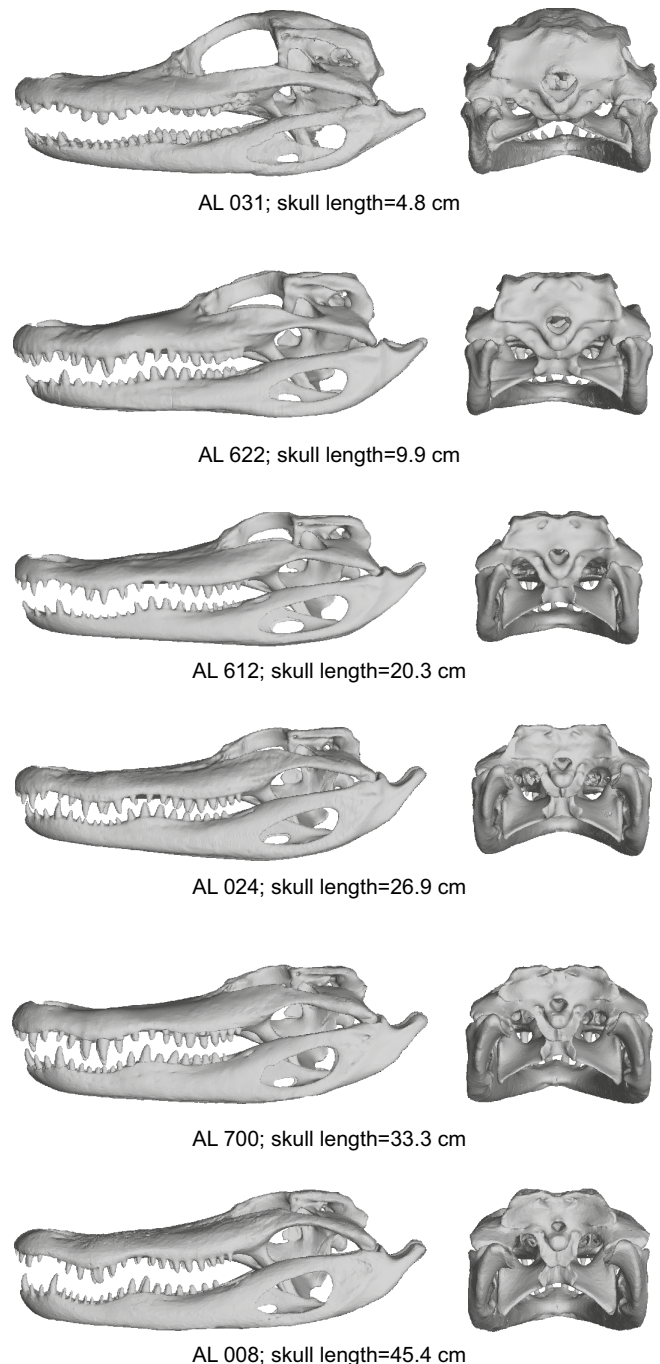 AL 031; skull length=4.8 cm
AL 622; skull length=9.9 cm
AL 612; skull length=20.3 cm
AL 024; skull length=26.9 cm
AL 700; skull length=33.3 cm
AL 008; skull length=45.4 cm